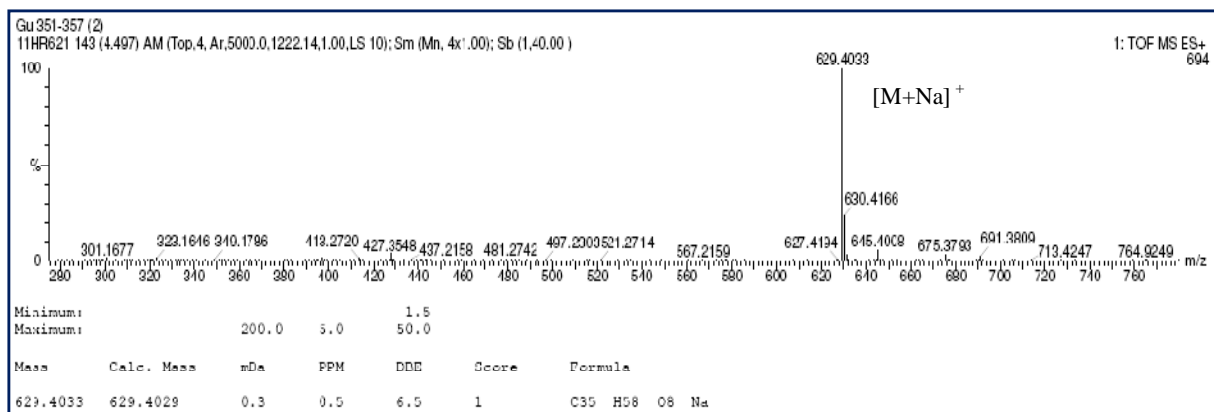 Gu 351-357 (2)
11HR621 143 (4.497) AM (Top,4, Ar,5000.0,1222.14,1.00,LS 10); Sm (Mn, 4x1.00); Sb (1,40.00 )
1: TOF MS ES+
694
100
629.4033
[M+Na] +
%
630.4166
301.1677 323.1646 340.1796 427.3548 437.2158 481.2742 521.2714 567.2159 627.4194 675.3793 691.3809 713.4247 764.9249
0
m/z
280 300 320 340 360 380 400 420 440 460 480 500 520 540 560 580 600 620 640 660 680 700 720 740 760
Minimum: 1.5
Maximum: 200.0 5.0 50.0
Mass Calc. Mass mDa PPM DBE Score Formula
629.4033 629.4029 0.3 0.5 6.5 1 C35 H58 O8 Na